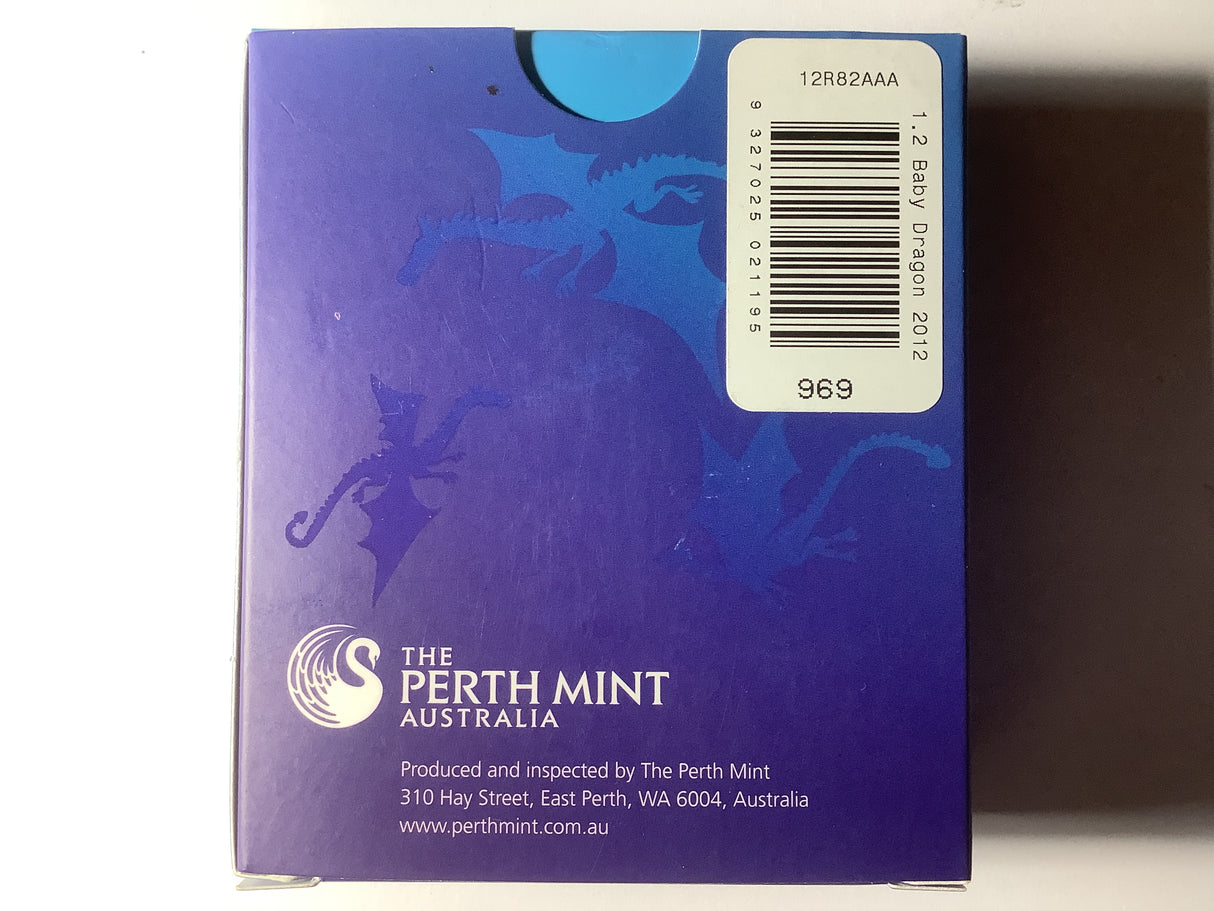 12R82AAA
1.2 Baby Dragon 2012
9 327025 021195
969
THE
PERTH MINT
AUSTRALIA
Produced and inspected by The Perth Mint
310 Hay Street, East Perth, WA 6004, Australia
www.perthmint.com.au